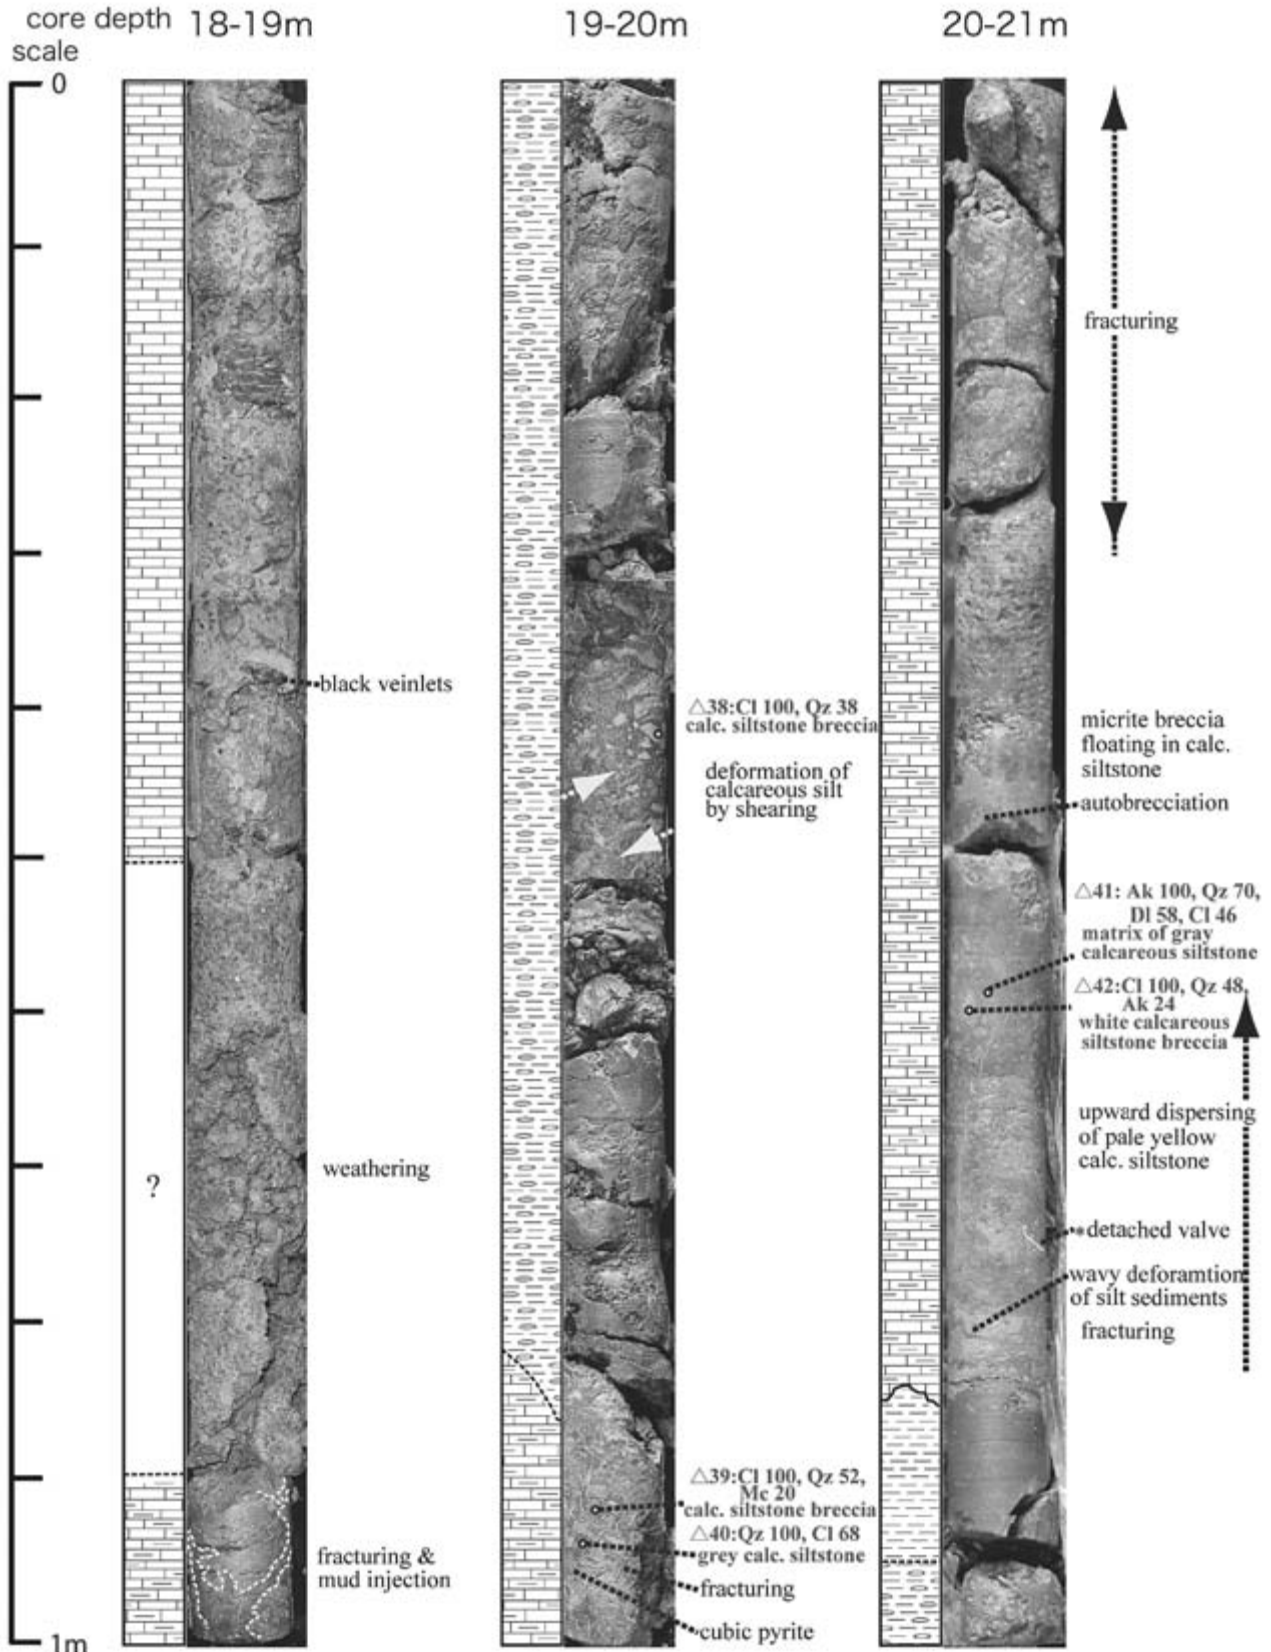 core depth 18-19m 19-20m 20-21m
scale
0
1m
?
black veinlets
weathering
fracturing &
mud injection
△38:Cl 100, Qz 38
calc. siltstone breccia
deformation of
calcareous silt
by shearing
△39:Cl 100, Qz 52,
Mc 20
calc. siltstone breccia
△40:Qz 100, Cl 68
grey calc. siltstone
fracturing
cubic pyrite
fracturing
micrite breccia
floating in calc.
siltstone
autobrecciation
△41: Ak 100, Qz 70,
Dl 58, Cl 46
matrix of gray
calcareous siltstone
△42:Cl 100, Qz 48,
Ak 24
white calcareous
siltstone breccia
upward dispersing
of pale yellow
calc. siltstone
detached valve
wavy deforamtion
of silt sediments
fracturing